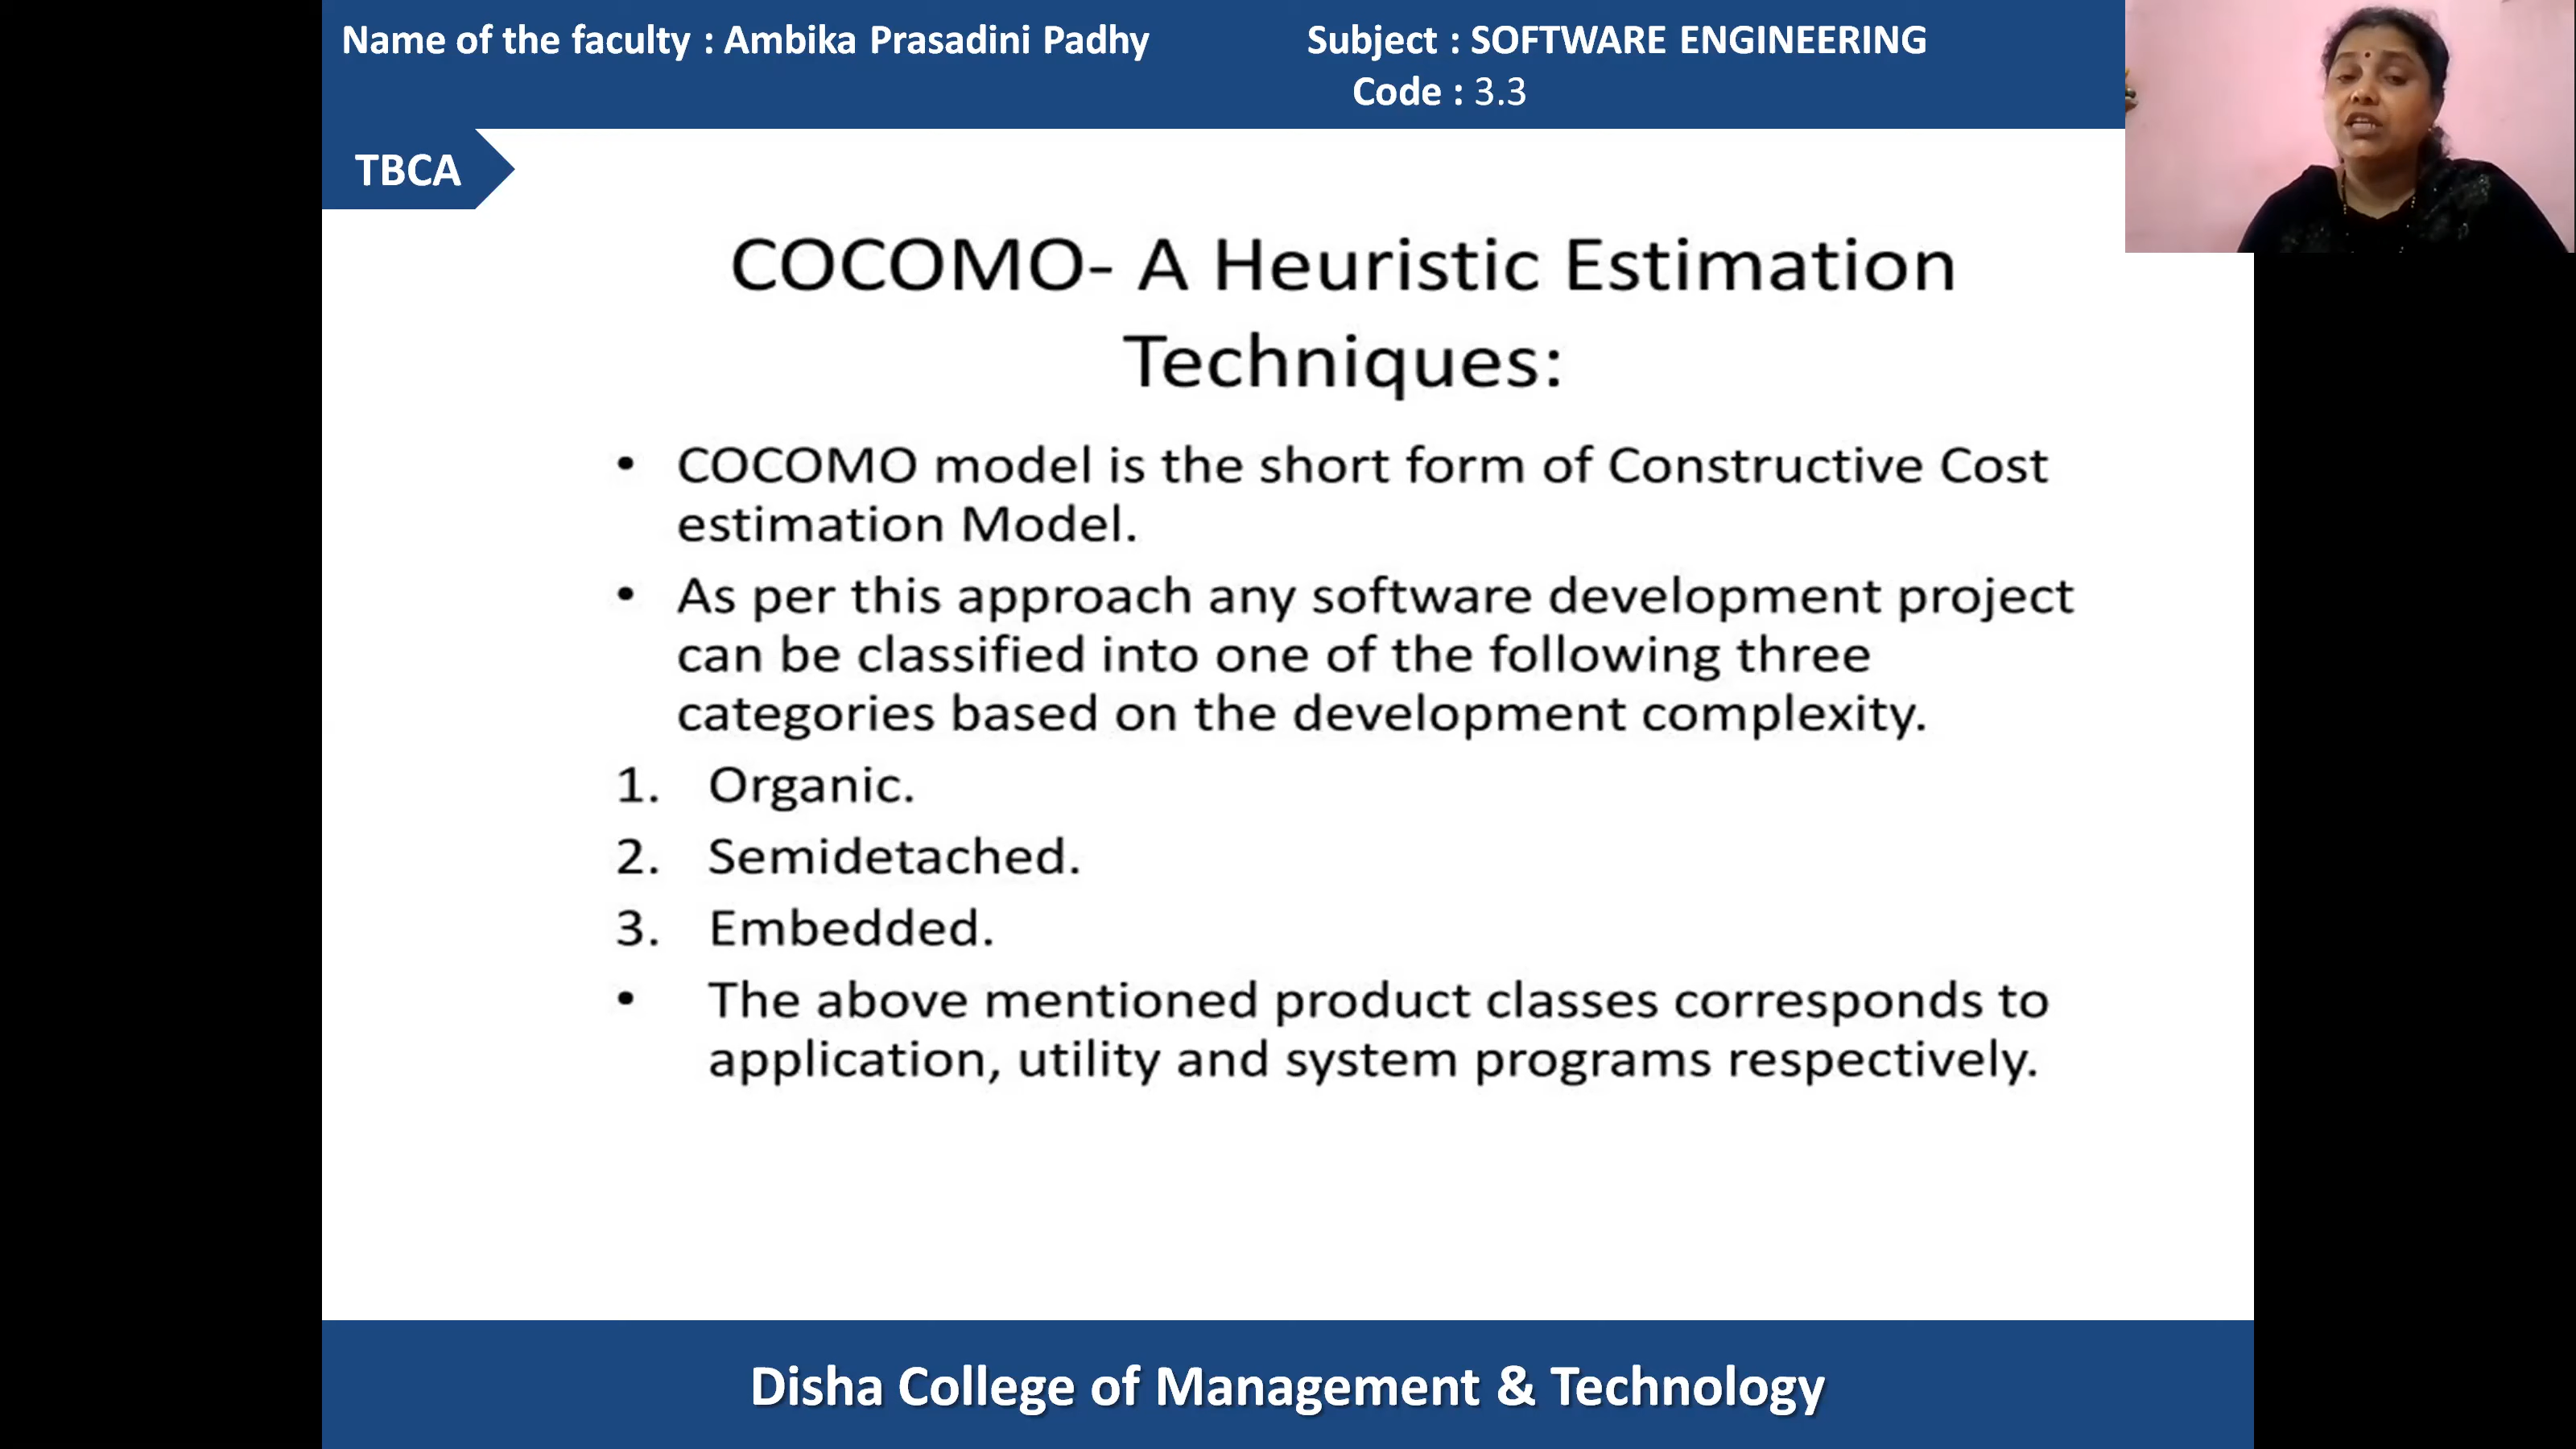 Name of the faculty : Ambika Prasadini Padhy
Subject : SOFTWARE ENGINEERING
Code : 3.3
TBCA
COCOMO- A Heuristic Estimation
Techniques:
• COCOMO model is the short form of Constructive Cost
estimation Model.
• As per this approach any software development project
can be classified into one of the following three
categories based on the development complexity.
1. Organic.
2. Semidetached.
3. Embedded.
• The above mentioned product classes corresponds to
application, utility and system programs respectively.
Disha College of Management & Technology